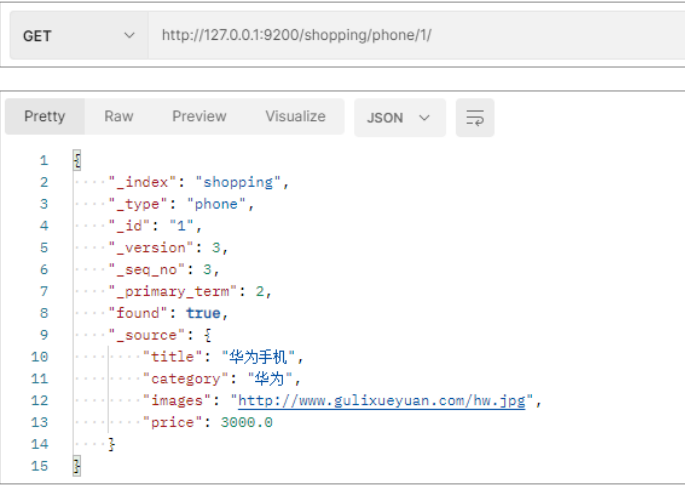 GET http://127.0.0.1:9200/shopping/phone/1/
Pretty Raw Preview Visualize JSON
1 {
2 "_index": "shopping",
3 "_type": "phone",
4 "_id": "1",
5 "_version": 3,
6 "_seq_no": 3,
7 "_primary_term": 2,
8 "found": true,
9 "_source": {
10 "title": "华为手机",
11 "category": "华为",
12 "images": "http://www.gulixueyuan.com/hw.jpg",
13 "price": 3000.0
14 }
15 }